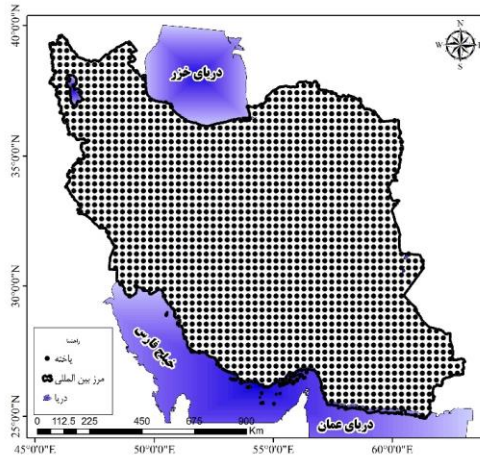 40°0'0"N
35°0'0"N
30°0'0"N
25°0'0"N
N
W
E
S
دریای خزر
خلیج فارس
دریای عمان
راهنما
یاخته
مرز بین المللی
دریا
0 112.5 225 450 675 900
Km
45°0'0"E 50°0'0"E 55°0'0"E 60°0'0"E